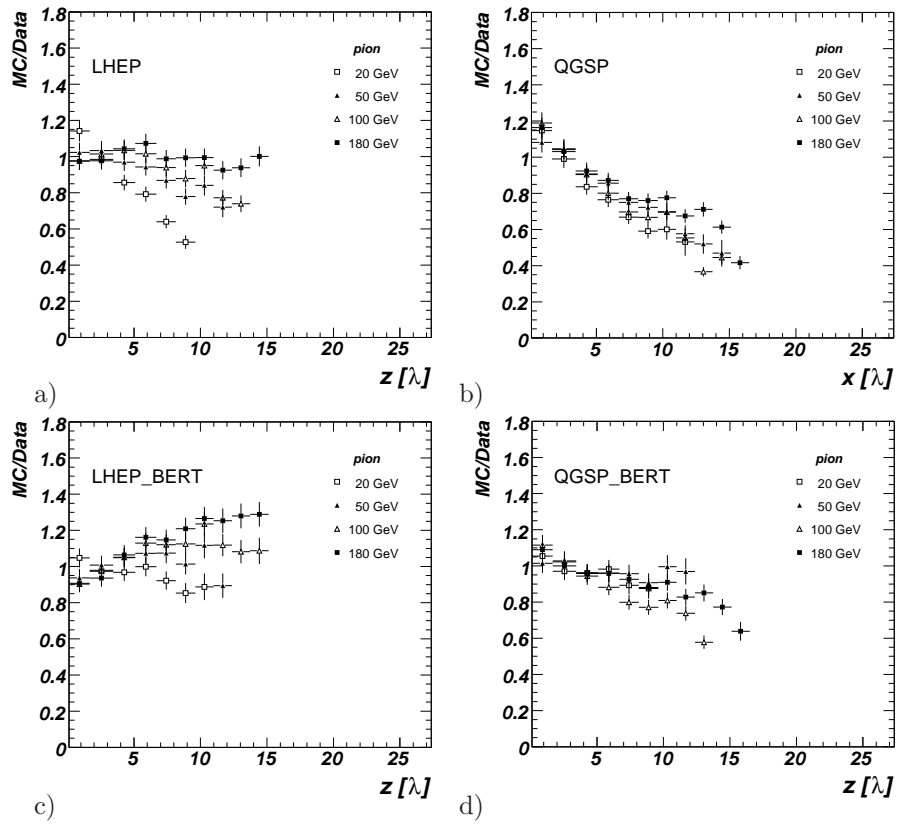 MC/Data
1.8
1.6
1.4
1.2
1
0.8
0.6
0.4
0.2
0
LHEP
pion
20 GeV
50 GeV
100 GeV
180 GeV
5 10 15 20 25
z [λ]
a)
MC/Data
1.8
1.6
1.4
1.2
1
0.8
0.6
0.4
0.2
0
QGSP
pion
20 GeV
50 GeV
100 GeV
180 GeV
5 10 15 20 25
x [λ]
b)
MC/Data
1.8
1.6
1.4
1.2
1
0.8
0.6
0.4
0.2
0
LHEP_BERT
pion
20 GeV
50 GeV
100 GeV
180 GeV
5 10 15 20 25
z [λ]
c)
MC/Data
1.8
1.6
1.4
1.2
1
0.8
0.6
0.4
0.2
0
QGSP_BERT
pion
20 GeV
50 GeV
100 GeV
180 GeV
5 10 15 20 25
z [λ]
d)